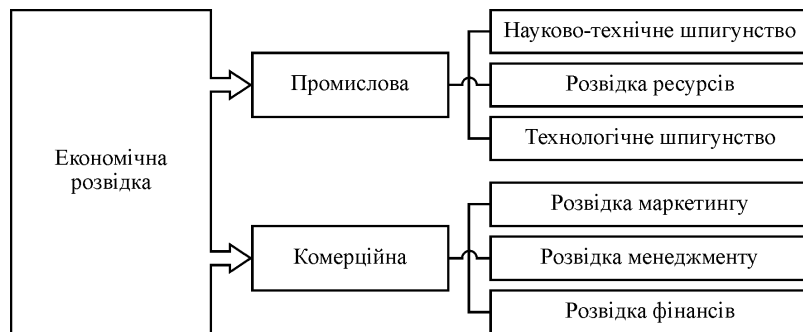 Економічна
розвідка
Промислова
Науково-технічне шпигунство
Розвідка ресурсів
Технологічне шпигунство
Комерційна
Розвідка маркетингу
Розвідка менеджменту
Розвідка фінансів